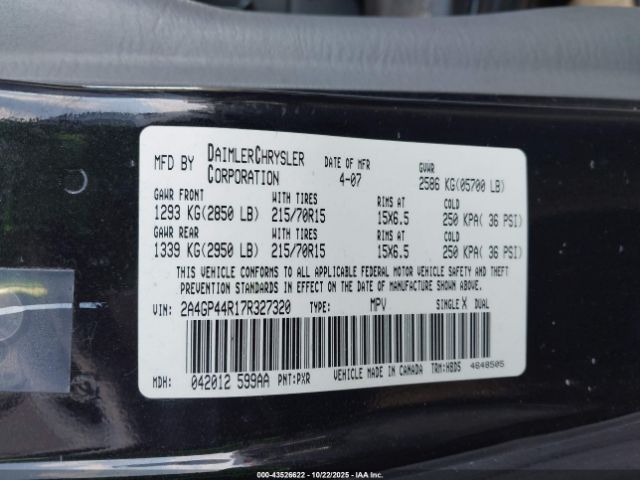 MFD BY DAIMLERCHRYSLER CORPORATION DATE OF MFR 4-07 GVWR 2586 KG(05700 LB)
GAWR FRONT WITH TIRES RIMS AT COLD
1293 KG(2850 LB) 215/70R15 15X6.5 250 KPA( 36 PSI)
GAWR REAR WITH TIRES RIMS AT COLD
1339 KG(2950 LB) 215/70R15 15X6.5 250 KPA( 36 PSI)
THIS VEHICLE CONFORMS TO ALL APPLICABLE FEDERAL MOTOR VEHICLE SAFETY AND THEFT
PREVENTION STANDARDS IN EFFECT ON THE DATE OF MANUFACTURE SHOWN ABOVE.
VIN: 2A4GP44R17R327320 TYPE: MPV SINGLE X DUAL
MDH: 042012 599AA PNT:PXR VEHICLE MADE IN CANADA TRM:HBDS 4648505
00-43526622 - 10/22/2025 - IAAI.com